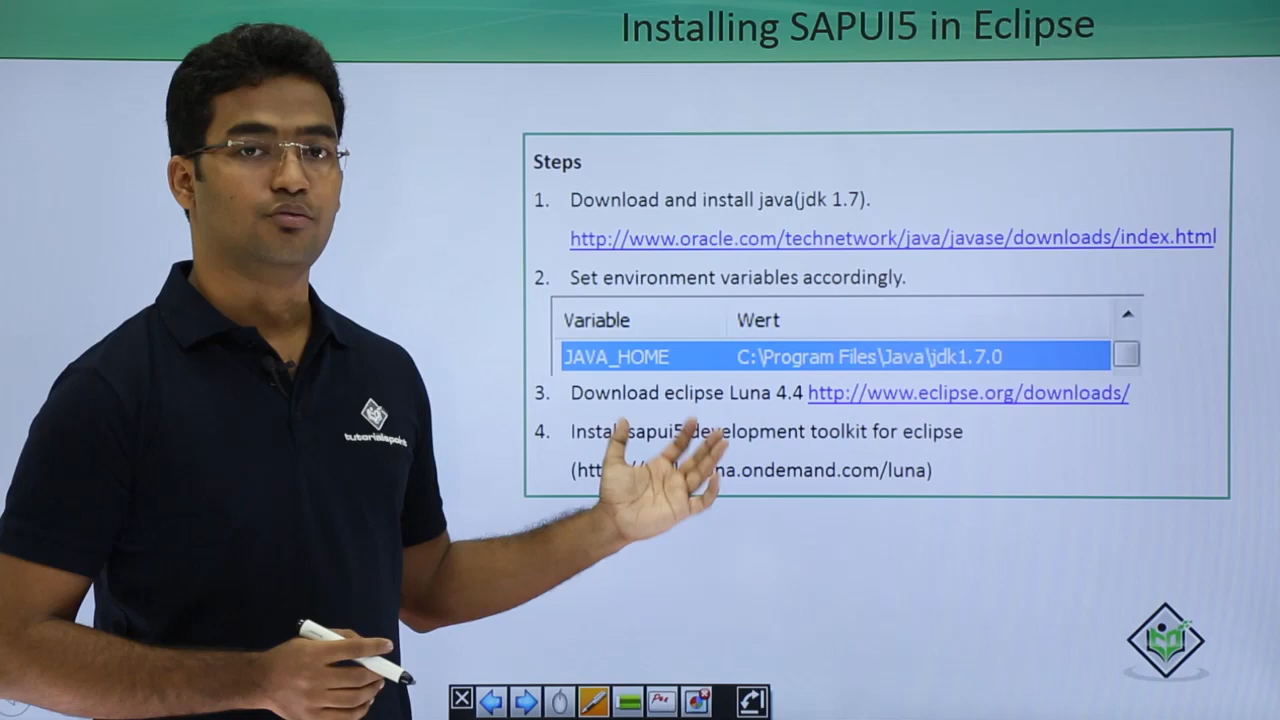 Installing SAPUI5 in Eclipse
Steps
1. Download and install java(jdk 1.7).
http://www.oracle.com/technetwork/java/javase/downloads/index.html
2. Set environment variables accordingly.
Variable Wert
JAVA_HOME C:\Program Files\Java\jdk1.7.0
3. Download eclipse Luna 4.4 http://www.eclipse.org/downloads/
4. Install sapui5 development toolkit for eclipse
na.ondemand.com/luna)
tutorialspoint